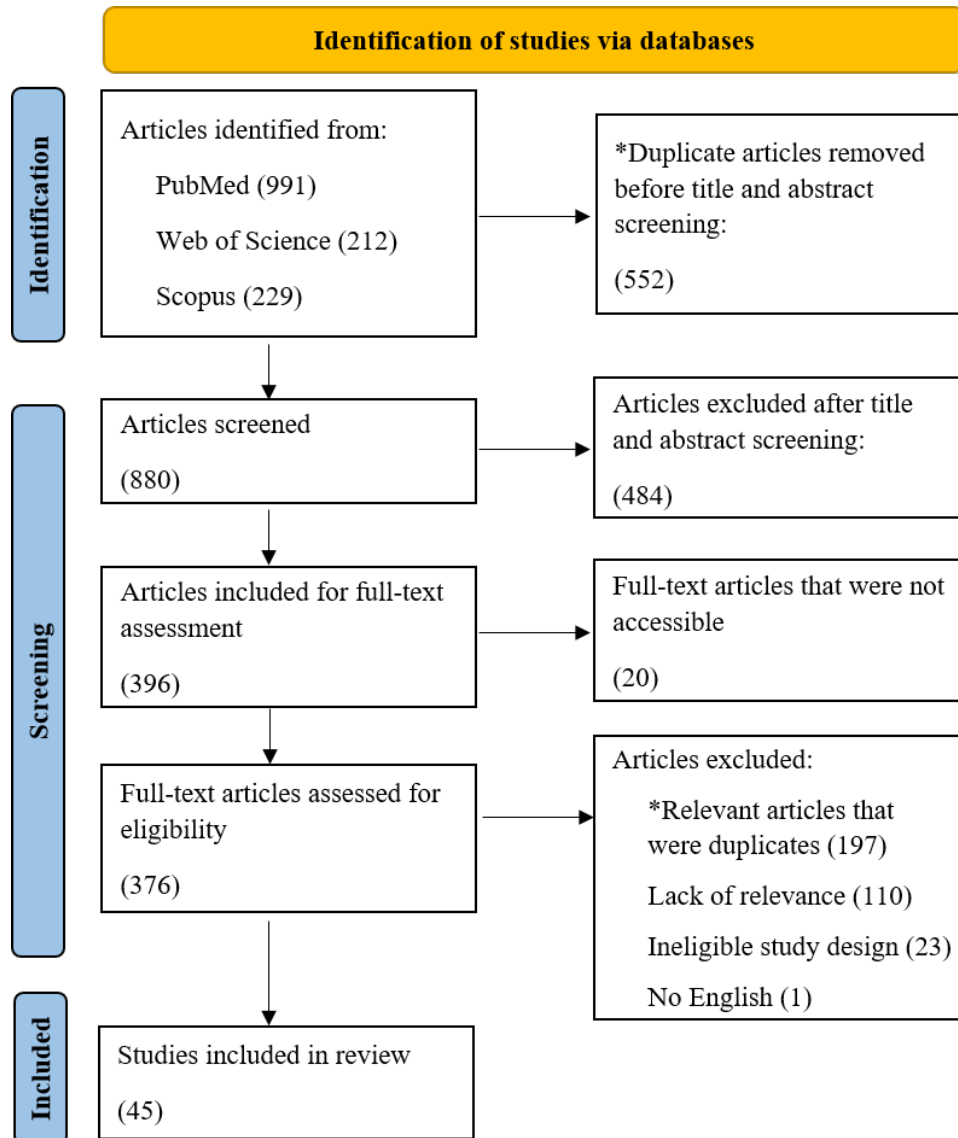 Identification of studies via databases
Identification
Articles identified from:
PubMed (991)
Web of Science (212)
Scopus (229)
*Duplicate articles removed
before title and abstract
screening:
(552)
Screening
Articles screened
(880)
Articles excluded after title
and abstract screening:
(484)
Articles included for full-text
assessment
(396)
Full-text articles that were not
accessible
(20)
Full-text articles assessed for
eligibility
(376)
Articles excluded:
*Relevant articles that
were duplicates (197)
Lack of relevance (110)
Ineligible study design (23)
No English (1)
Included
Studies included in review
(45)